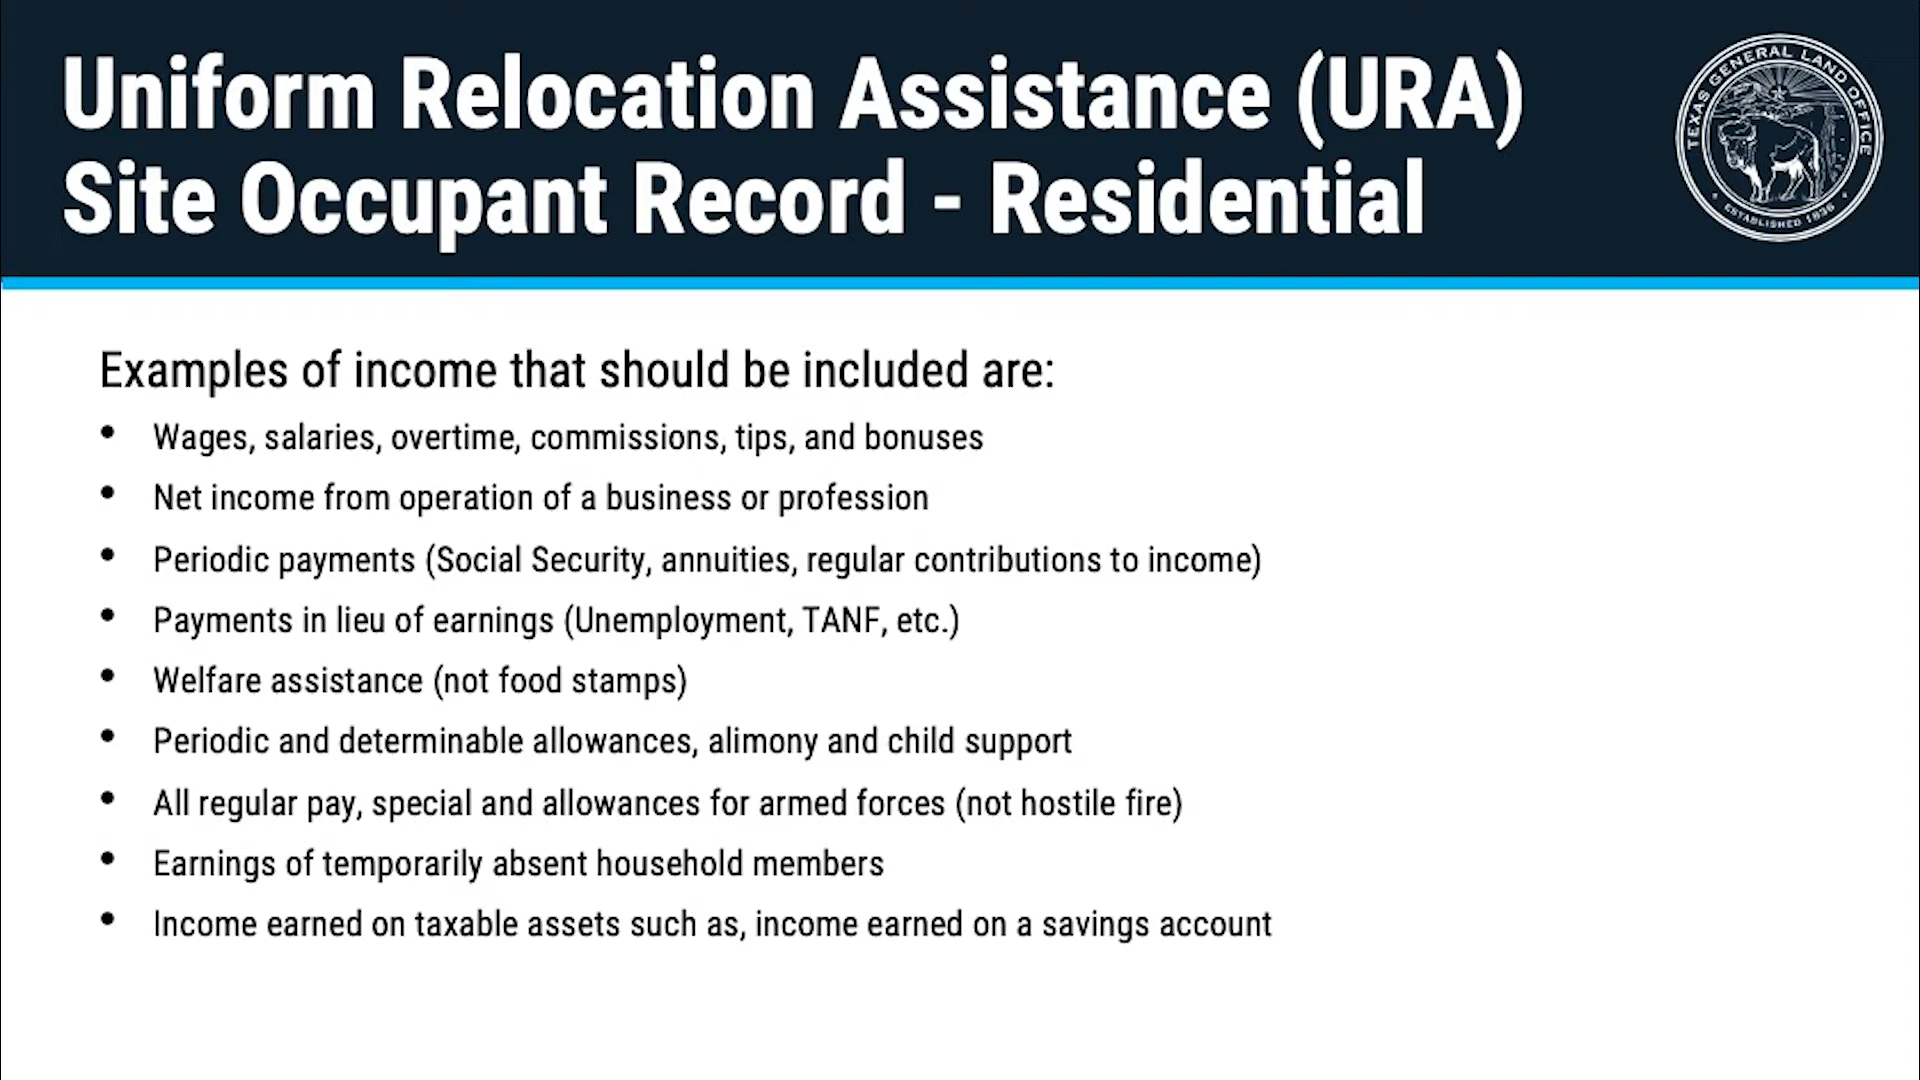 Uniform Relocation Assistance (URA)
Site Occupant Record - Residential
TEXAS GENERAL LAND OFFICE
ESTABLISHED 1836
Examples of income that should be included are:
• Wages, salaries, overtime, commissions, tips, and bonuses
• Net income from operation of a business or profession
• Periodic payments (Social Security, annuities, regular contributions to income)
• Payments in lieu of earnings (Unemployment, TANF, etc.)
• Welfare assistance (not food stamps)
• Periodic and determinable allowances, alimony and child support
• All regular pay, special and allowances for armed forces (not hostile fire)
• Earnings of temporarily absent household members
• Income earned on taxable assets such as, income earned on a savings account